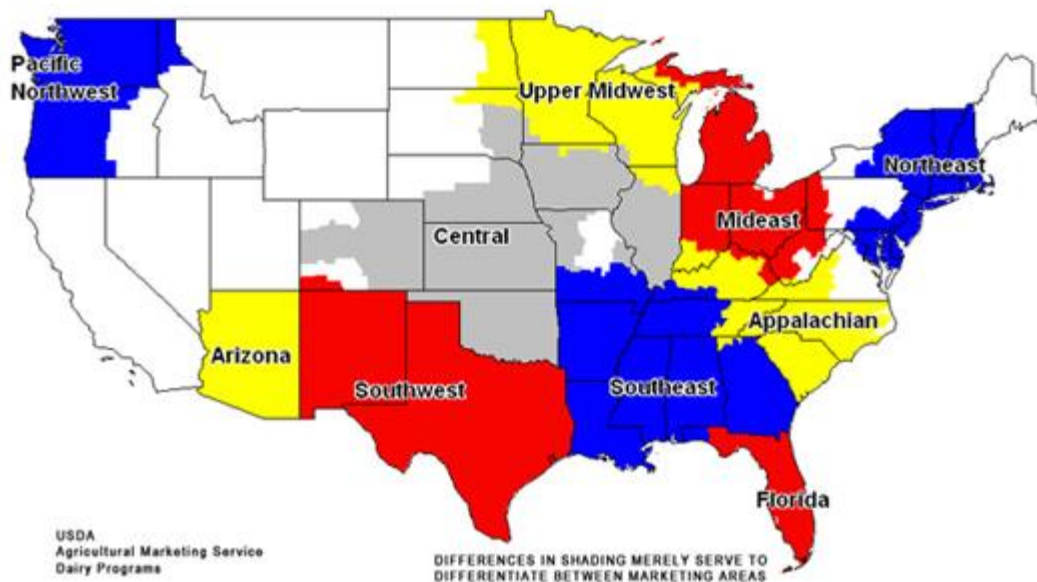 Pacific
Northwest
Upper Midwest
Northeast
Mideast
Central
Appalachian
Arizona
Southwest
Southeast
Florida
USDA
Agricultural Marketing Service
Dairy Programs
DIFFERENCES IN SHADING MERELY SERVE TO
DIFFERENTIATE BETWEEN MARKETING AREAS